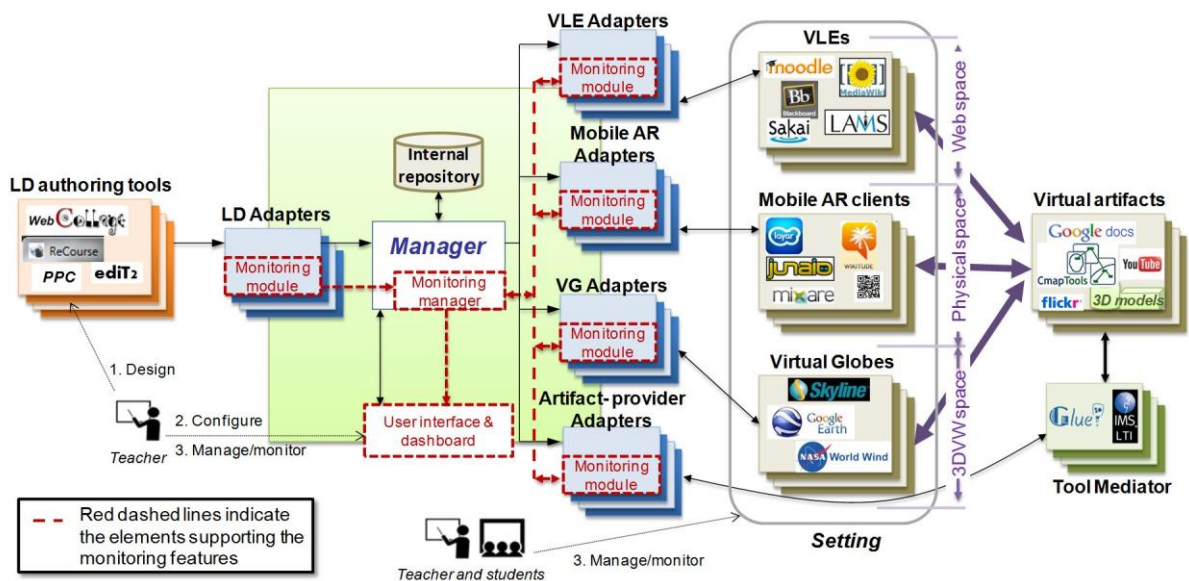 VLE Adapters
Monitoring
module
VLEs
moodle
MediaWiki
Bb
Blackboard
Sakai
LAMS
Web space
Mobile AR
Adapters
Monitoring
module
Internal
repository
LD authoring tools
Web Collage
ReCourse
PPC
ediT2
LD Adapters
Monitoring
module
Manager
Monitoring
manager
Mobile AR clients
layar
WIKITUDE
junaio
mixare
Physical space
Virtual artifacts
Google docs
CmapTools
YouTube
flickr
3D models
VG Adapters
Monitoring
module
Virtual Globes
Skyline
Google
Earth
NASA
World Wind
3DVW space
1. Design
2. Configure
3. Manage/monitor
Teacher
User interface &
dashboard
Artifact-provider
Adapters
Monitoring
module
Glue!
IMS
LTI
Tool Mediator
Setting
Red dashed lines indicate
the elements supporting the
monitoring features
3. Manage/monitor
Teacher and students